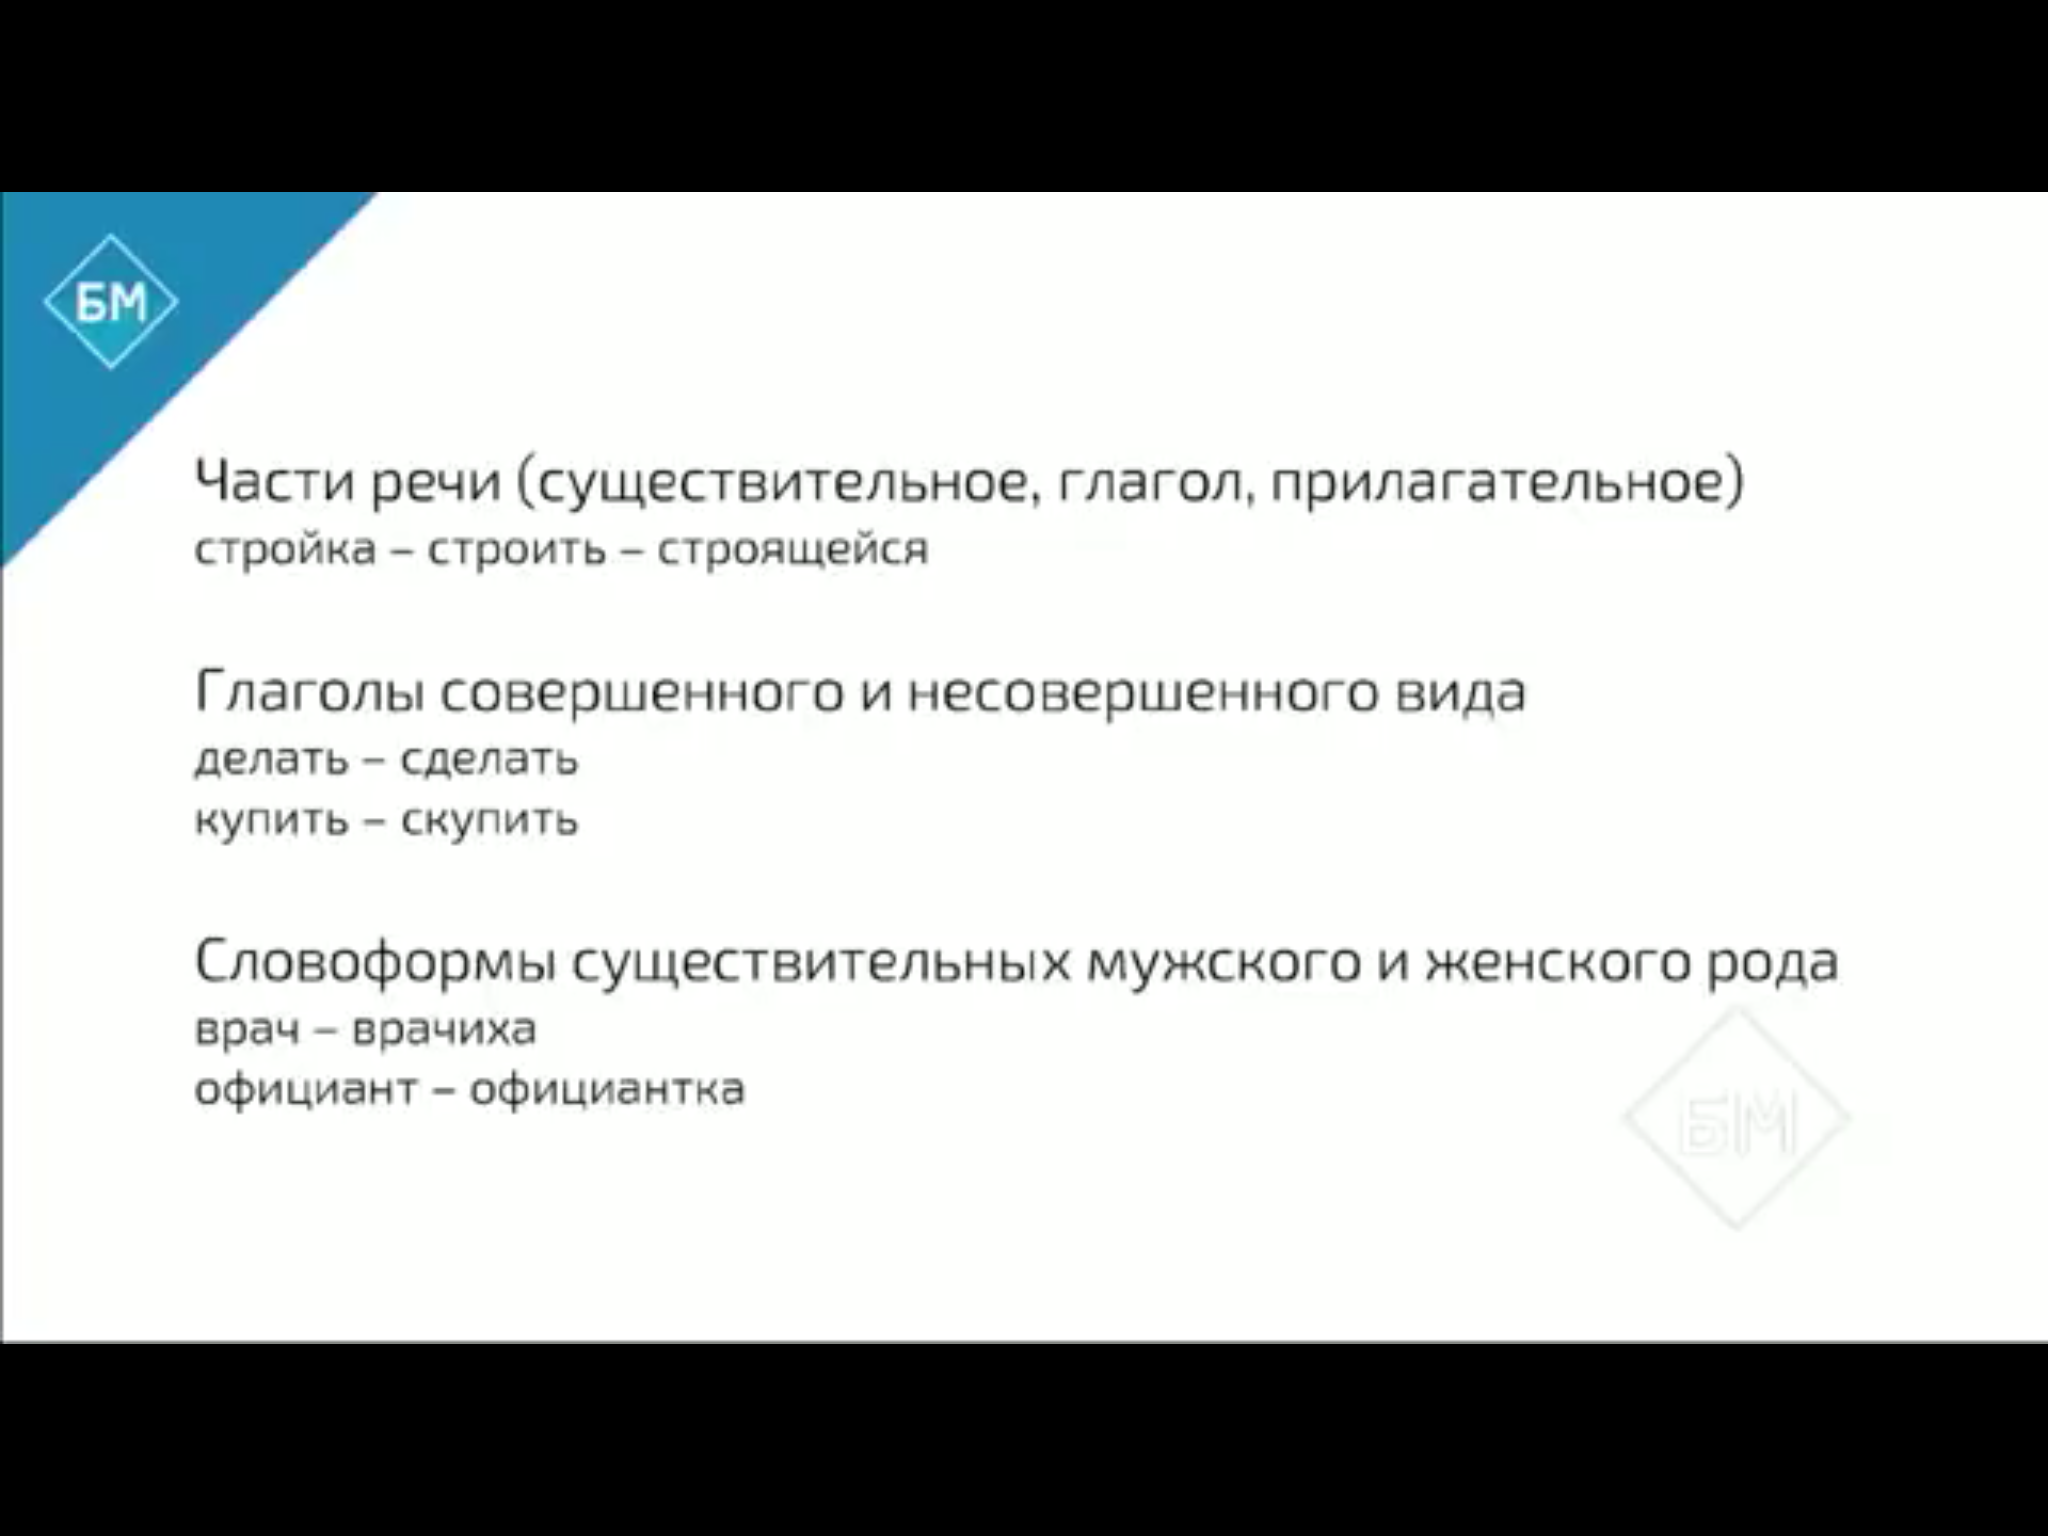 БМ
Части речи (существительное, глагол, прилагательное)
стройка – строить – строящейся
Глаголы совершенного и несовершенного вида
делать – сделать
купить – скупить
Словоформы существительных мужского и женского рода
врач – врачиха
официант – официантка
БМ